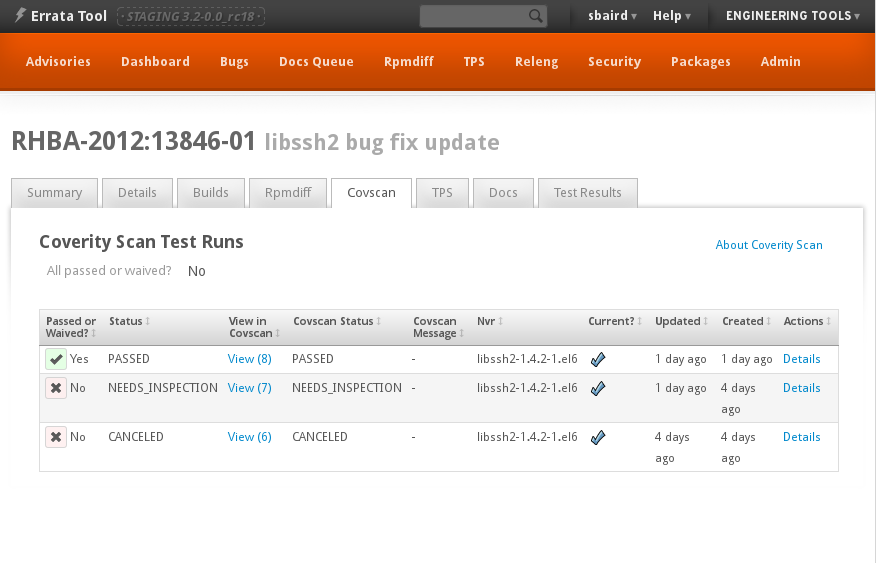 Errata Tool · STAGING 3.2-0.0_rc18 · sbaird ▾ Help ▾ ENGINEERING TOOLS ▾
Advisories Dashboard Bugs Docs Queue Rpmdiff TPS Releng Security Packages Admin
RHBA-2012:13846-01 libssh2 bug fix update
Summary Details Builds Rpmdiff Covscan TPS Docs Test Results
Coverity Scan Test Runs
About Coverity Scan
All passed or waived? No
Passed or Status View in Covscan Status Covscan Nvr Current? Updated Created Actions
Waived? Covscan Message
Yes PASSED View (8) PASSED - libssh2-1.4.2-1.el6 1 day ago 1 day ago Details
No NEEDS_INSPECTION View (7) NEEDS_INSPECTION - libssh2-1.4.2-1.el6 1 day ago 4 days Details
ago
No CANCELED View (6) CANCELED - libssh2-1.4.2-1.el6 4 days 4 days Details
ago ago